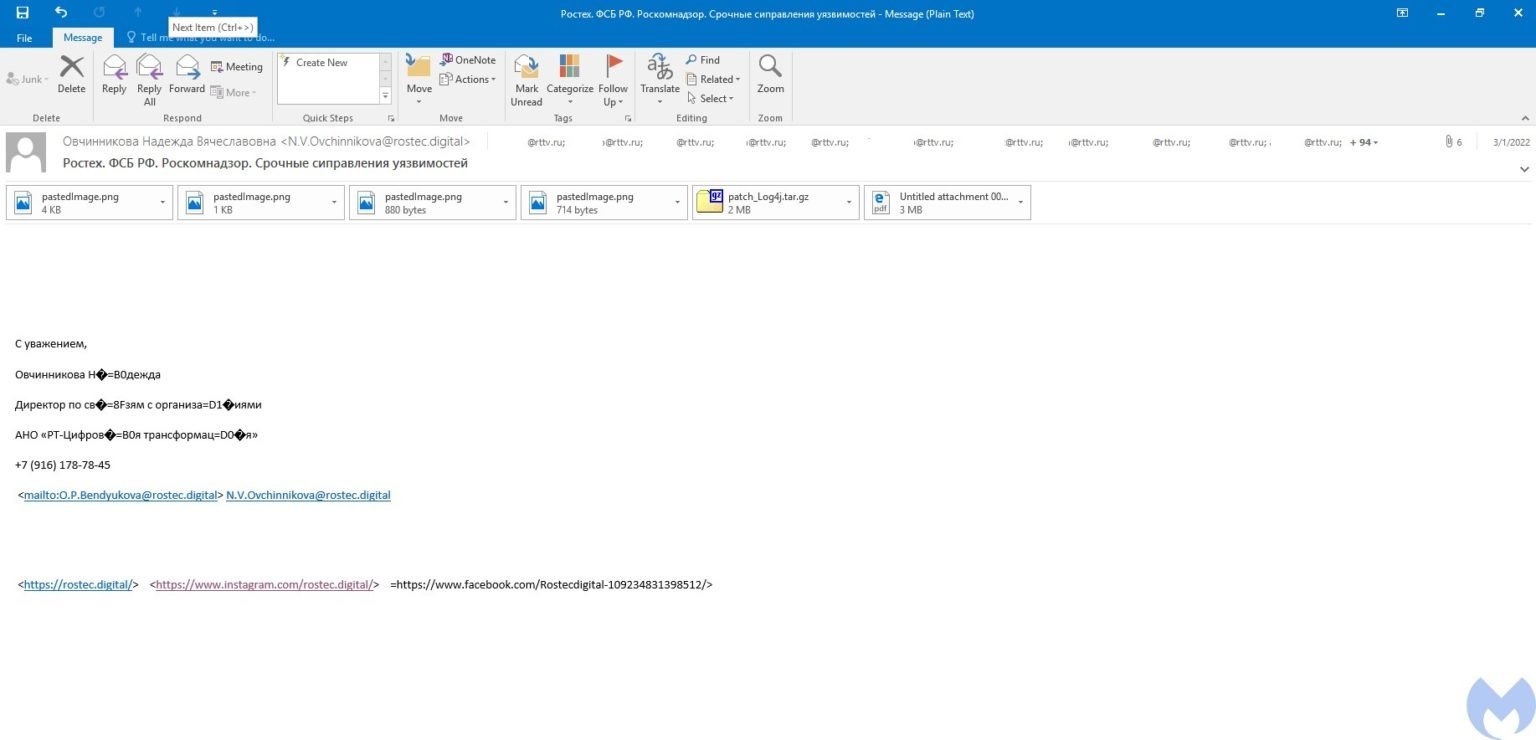 Ростех. ФСБ РФ. Роскомнадзор. Срочные сиправления уязвимостей - Message (Plain Text)
Next Item (Ctrl+>)
File Message Tell me what you want to do...
Junk
Delete
Reply
Reply All
Forward
Meeting
More
Create New
Move
OneNote
Actions
Mark Unread
Categorize
Follow Up
Translate
Find
Related
Select
Zoom
Delete Respond Quick Steps Move Tags Editing Zoom
Овчинникова Надежда Вячеславовна <N.V.Ovchinnikova@rostec.digital> @rttv.ru; @rttv.ru; @rttv.ru; @rttv.ru; @rttv.ru; @rttv.ru; @rttv.ru; @rttv.ru; @rttv.ru; @rttv.ru; @rttv.ru; + 94 6 3/1/2022
Ростех. ФСБ РФ. Роскомнадзор. Срочные сиправления уязвимостей
pastedImage.png
4 KB
pastedImage.png
1 KB
pastedImage.png
880 bytes
pastedImage.png
714 bytes
patch_Log4j.tar.gz
2 MB
Untitled attachment 00...
3 MB
С уважением,
Овчинникова Н�=B0дежда
Директор по св�=8Fзям с организа=D1�иями
АНО «РТ-Цифров�=B0я трансформац=D0�я»
+7 (916) 178-78-45
<mailto:O.P.Bendyukova@rostec.digital> N.V.Ovchinnikova@rostec.digital
<https://rostec.digital/> <https://www.instagram.com/rostec.digital/> =https://www.facebook.com/Rostecdigital-109234831398512/>